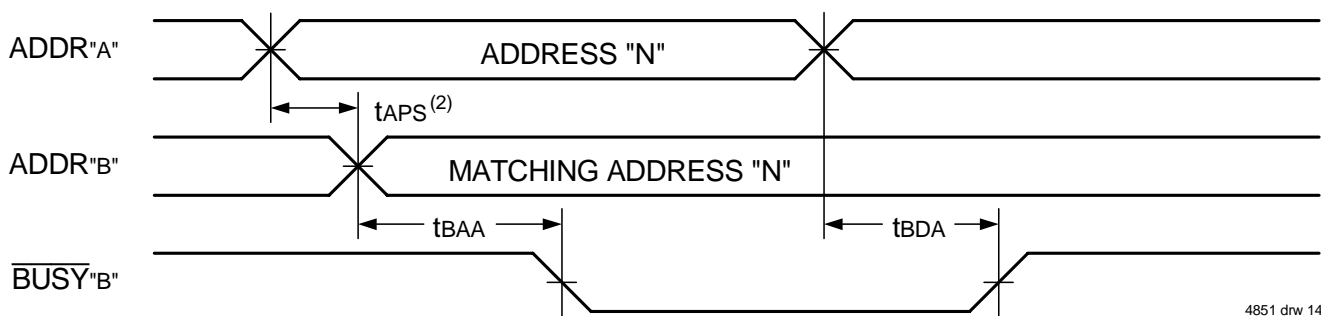 ADDR"A"
ADDRESS "N"
tAPS(2)
ADDR"B"
MATCHING ADDRESS "N"
tBAA
tBDA
BUSY"B"
4851 drw 14